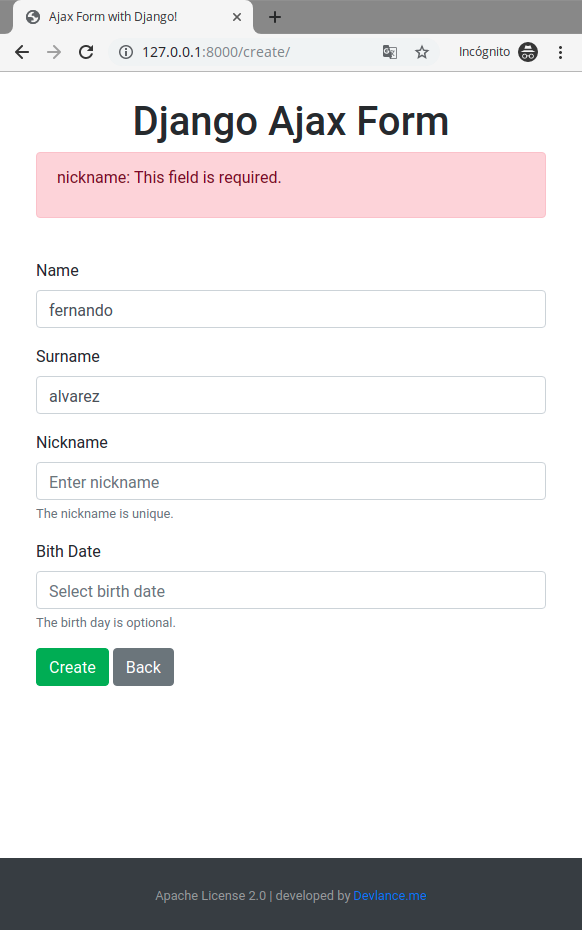 Ajax Form with Django!
127.0.0.1:8000/create/
Incógnito
Django Ajax Form
nickname: This field is required.
Name
fernando
Surname
alvarez
Nickname
Enter nickname
The nickname is unique.
Bith Date
Select birth date
The birth day is optional.
Create Back
Apache License 2.0 | developed by Devlance.me